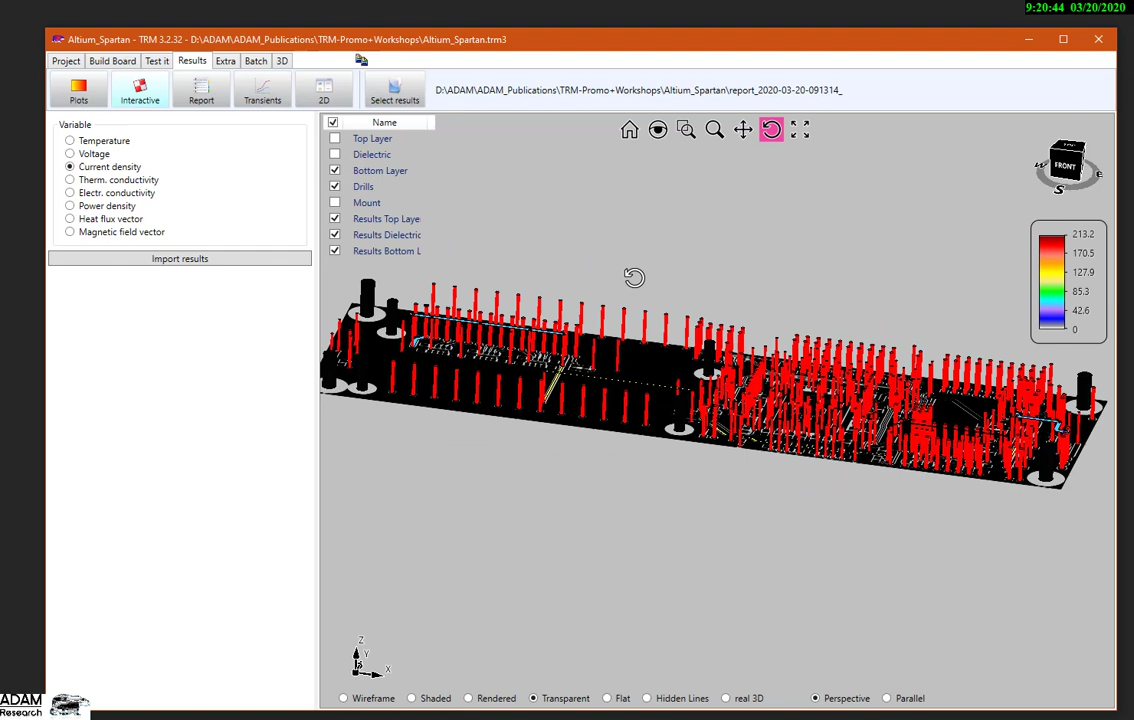 9:20:44 03/20/2020
Altium_Spartan - TRM 3.2.32 - D:\ADAM\ADAM_Publications\TRM-Promo+Workshops\Altium_Spartan.trm3
Project Build Board Test it Results Extra Batch 3D
Plots Interactive Report Transients 2D Select results
D:\ADAM\ADAM_Publications\TRM-Promo+Workshops\Altium_Spartan\report_2020-03-20-091314_
Variable
Temperature
Voltage
Current density
Therm. conductivity
Electr. conductivity
Power density
Heat flux vector
Magnetic field vector
Import results
Name
Top Layer
Dielectric
Bottom Layer
Drills
Mount
Results Top Laye
Results Dielectric
Results Bottom L
FRONT
W
S
e
213.2
170.5
127.9
85.3
42.6
0
Z
Y
X
Wireframe Shaded Rendered Transparent Flat Hidden Lines real 3D Perspective Parallel
ADAM
Research